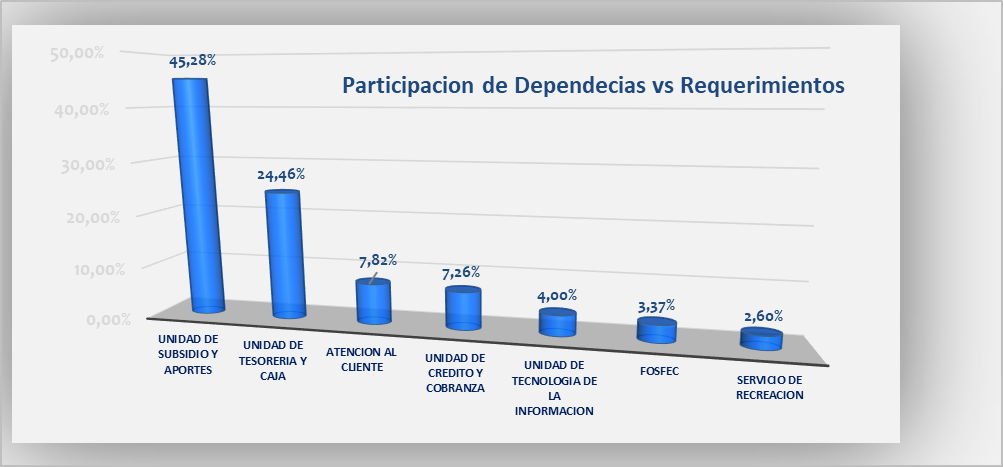 Participacion de Dependecias vs Requerimientos
50,00%
40,00%
30,00%
20,00%
10,00%
0,00%
45,28%
24,46%
7,82%
7,26%
4,00%
3,37%
2,60%
UNIDAD DE
SUBSIDIO Y
APORTES
UNIDAD DE
TESORERIA Y
CAJA
ATENCION AL
CLIENTE
UNIDAD DE
CREDITO Y
COBRANZA
UNIDAD DE
TECNOLOGIA DE
LA
INFORMACION
FOSFEC
SERVICIO DE
RECREACION